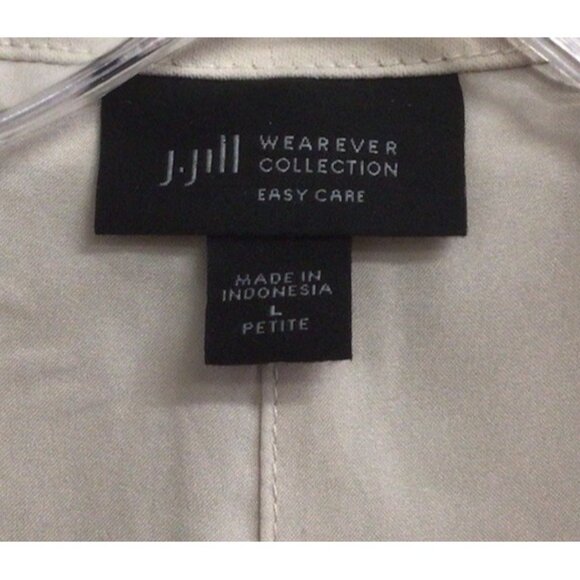 J.Jill WEAREVER
COLLECTION
EASY CARE
MADE IN
INDONESIA
L
PETITE